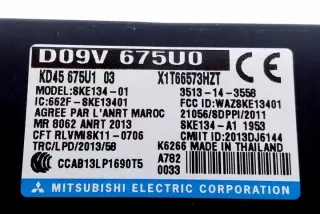 D09V 675U0
KD45 675U1 03 X1T66573HZT
Model :SKE134-01 3513-14-3558
IC:662F-SKE13401 FCC ID:WAZSKE13401
AGREE PAR L'ANRT MAROC 21056/SDPPI/2011
MR 8062 ANRT 2013 SKE134-A1 1953
CFT RLVMISK11-0706 CMIIT ID:2013DJ6144
TRC/LPD/2013/58 K6266 MADE IN THAILAND
CCAB13LP1690T5 A782
0033
MITSUBISHI ELECTRIC CORPORATION